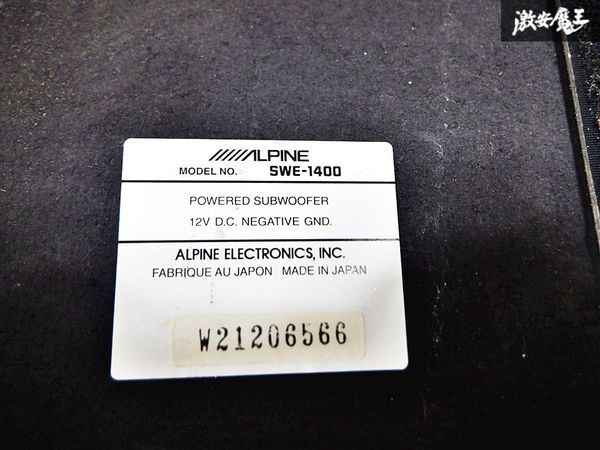 激安魔王
ALPINE
MODEL NO. SWE-1400
POWERED SUBWOOFER
12V D.C. NEGATIVE GND.
ALPINE ELECTRONICS, INC.
FABRIQUE AU JAPON MADE IN JAPAN
W21206566